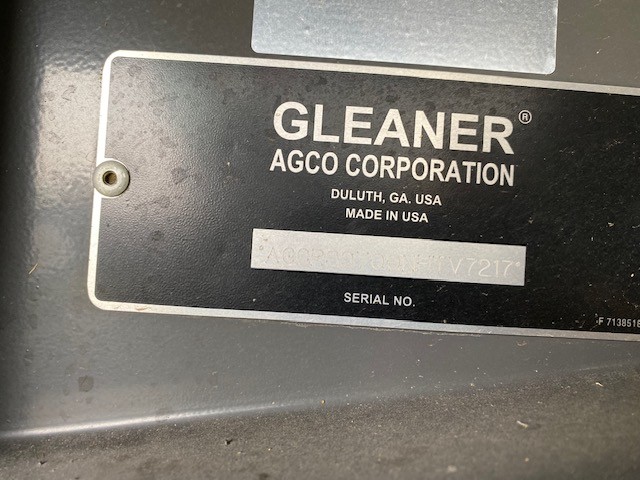 GLEANER®
AGCO CORPORATION
DULUTH, GA. USA
MADE IN USA
SERIAL NO.